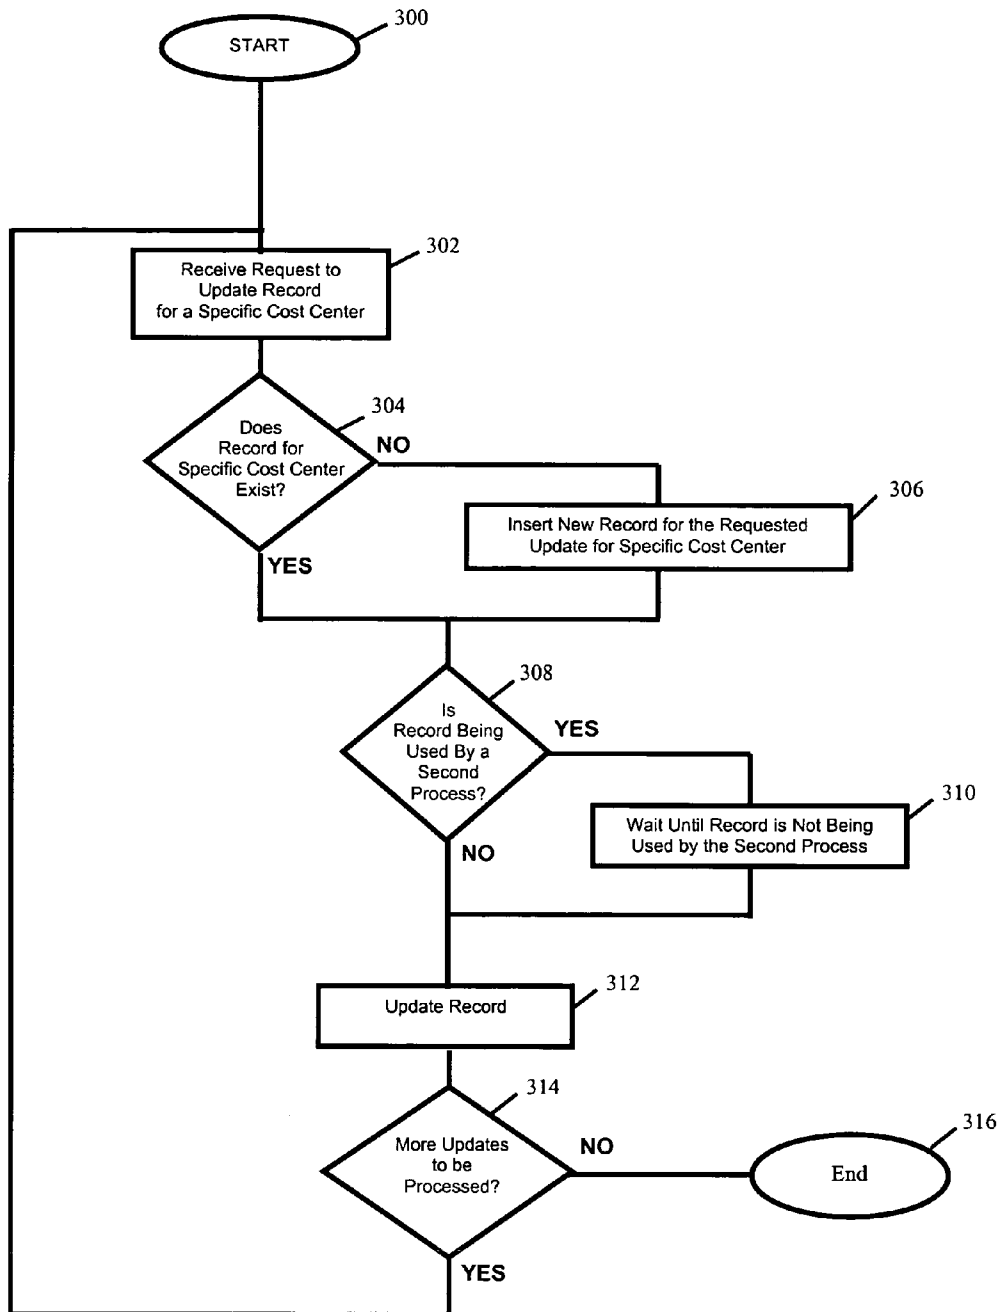 300
START
302
Receive Request to
Update Record
for a Specific Cost Center
304
Does
Record for
Specific Cost Center
Exist?
NO
306
Insert New Record for the Requested
Update for Specific Cost Center
YES
308
Is
Record Being
Used By a
Second
Process?
YES
310
Wait Until Record is Not Being
Used by the Second Process
NO
312
Update Record
314
More Updates
to be
Processed?
NO
316
End
YES